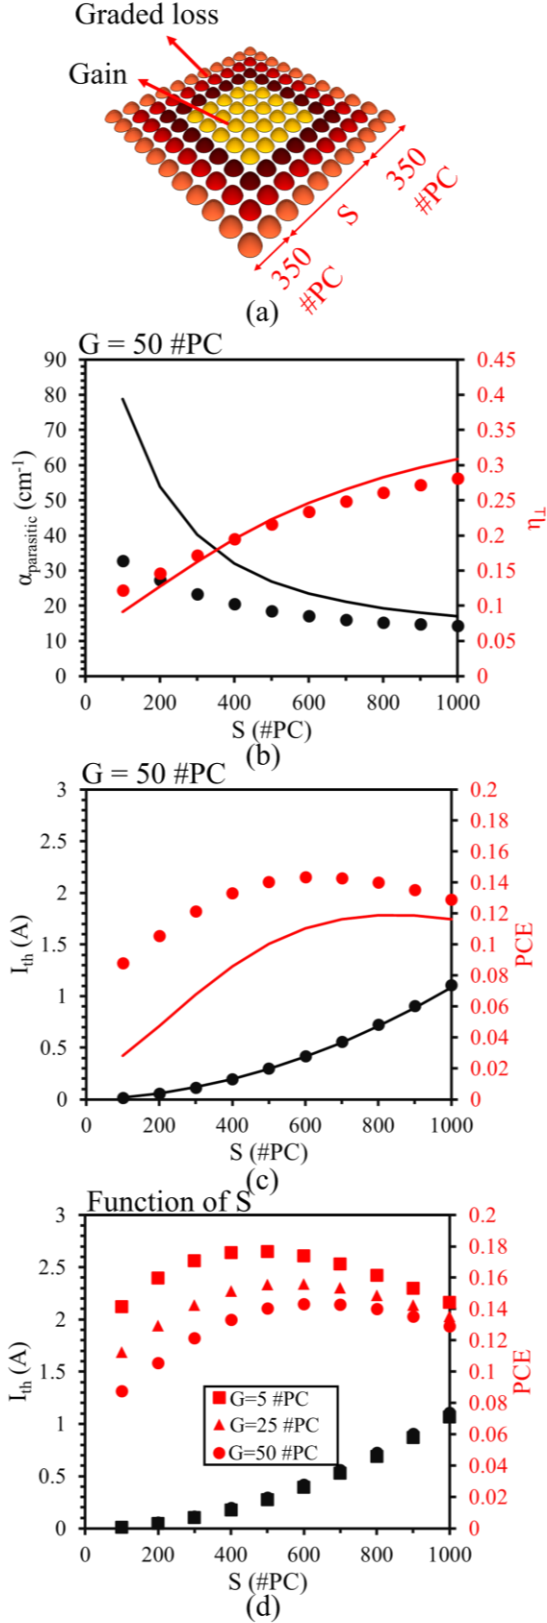 Graded loss
Gain
350
#PC
S
350
#PC
(a)
G = 50 #PC
90
80
70
60
50
40
30
20
10
0
α_parasitic (cm⁻¹)
0.45
0.4
0.35
0.3
0.25
0.2
0.15
0.1
0.05
0
η⊥
0 200 400 600 800 1000
S (#PC)
(b)
G = 50 #PC
3
2.5
2
1.5
1
0.5
0
I_th (A)
0.2
0.18
0.16
0.14
0.12
0.1
0.08
0.06
0.04
0.02
0
PCE
0 200 400 600 800 1000
S (#PC)
(c)
Function of S
3
2.5
2
1.5
1
0.5
0
I_th (A)
0.2
0.18
0.16
0.14
0.12
0.1
0.08
0.06
0.04
0.02
0
PCE
G=5 #PC
G=25 #PC
G=50 #PC
0 200 400 600 800 1000
S (#PC)
(d)